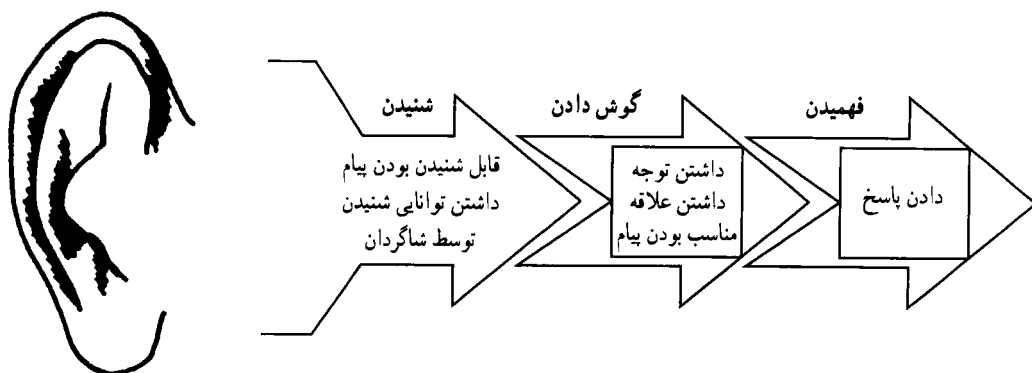 شنیدن
قابل شنیدن بودن پیام
داشتن توانایی شنیدن
توسط شاگردان
گوش دادن
داشتن توجه
داشتن علاقه
مناسب بودن پیام
فهمیدن
دادن پاسخ